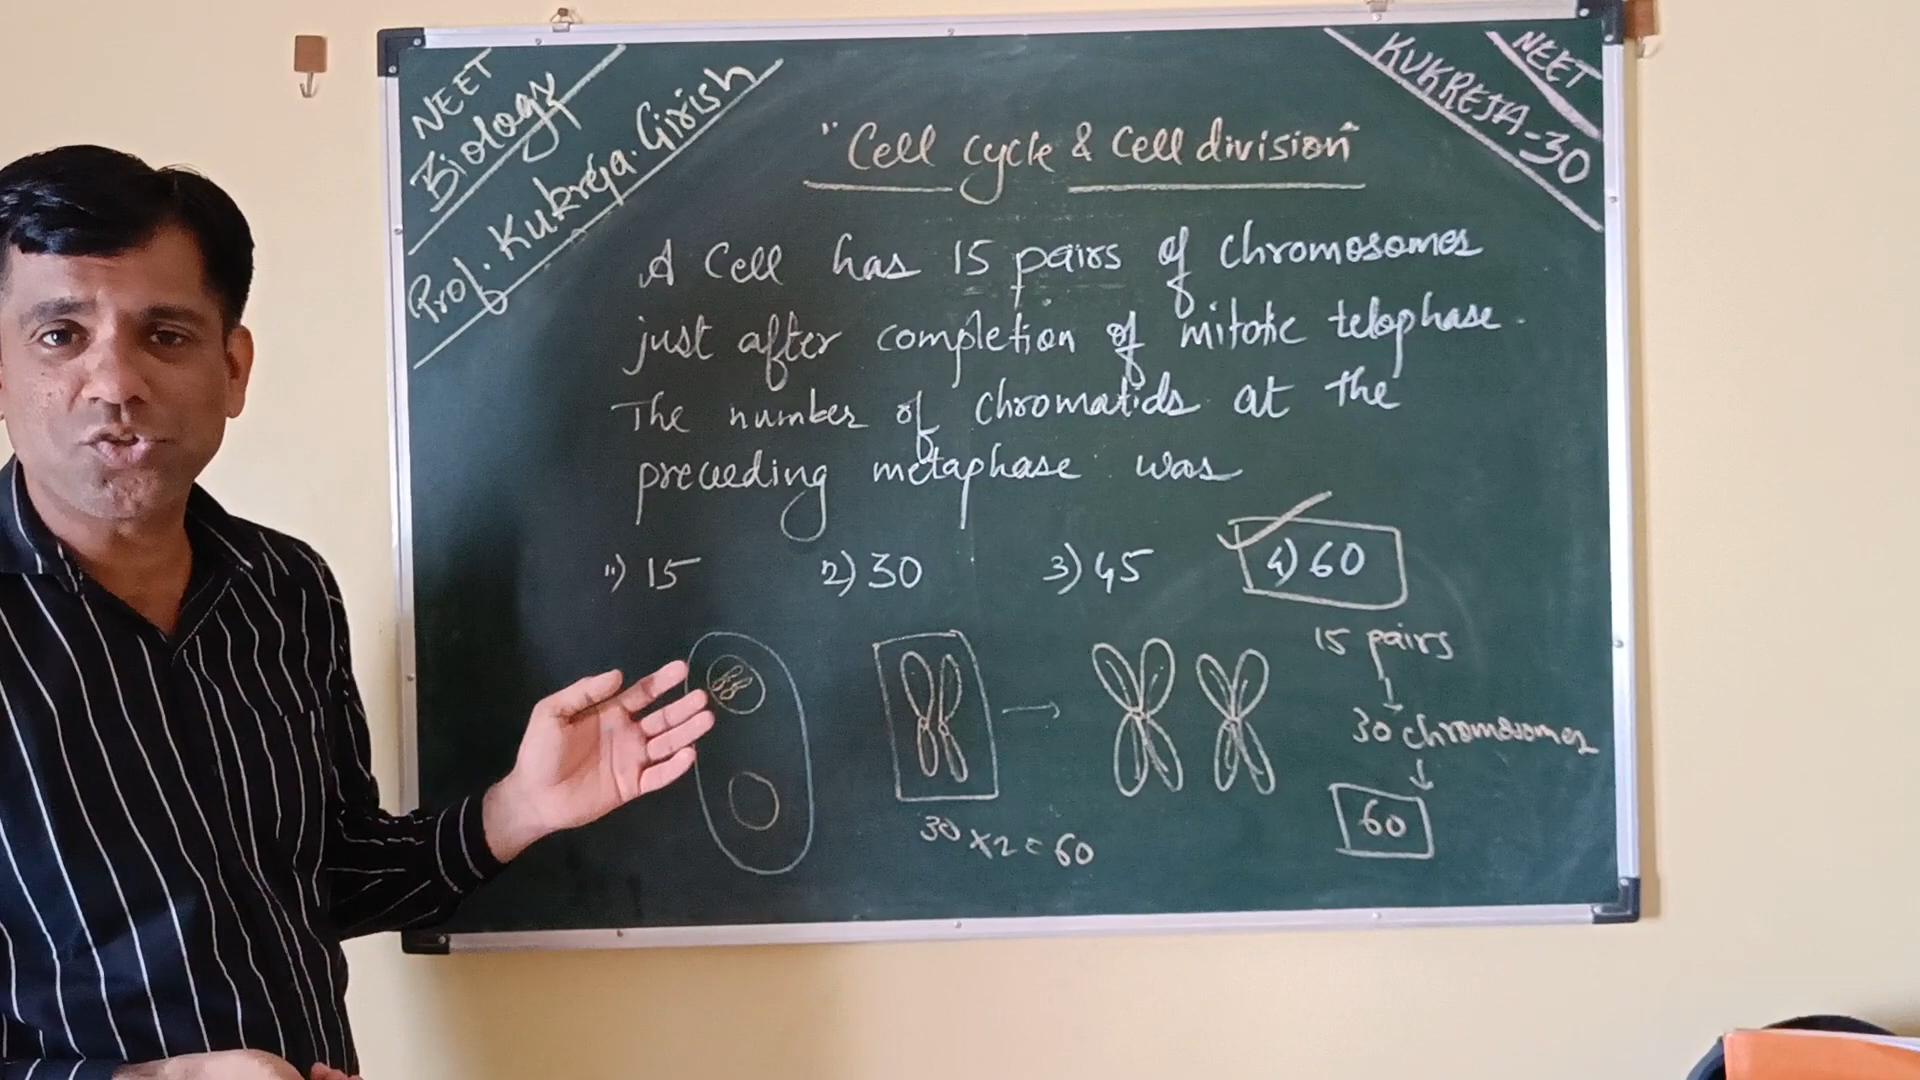 NEET
Biology
Prof. Kukreja. Girish
NEET
KUKREJA-30
"Cell cycle & Cell division"
A Cell has 15 pairs of chromosomes
just after completion of mitotic telophase.
The number of chromatids at the
preceeding metaphase was
1) 15 2) 30 3) 45 4) 60
15 pairs
↓
30 chromosomes
↓
60
→
30 × 2 = 60